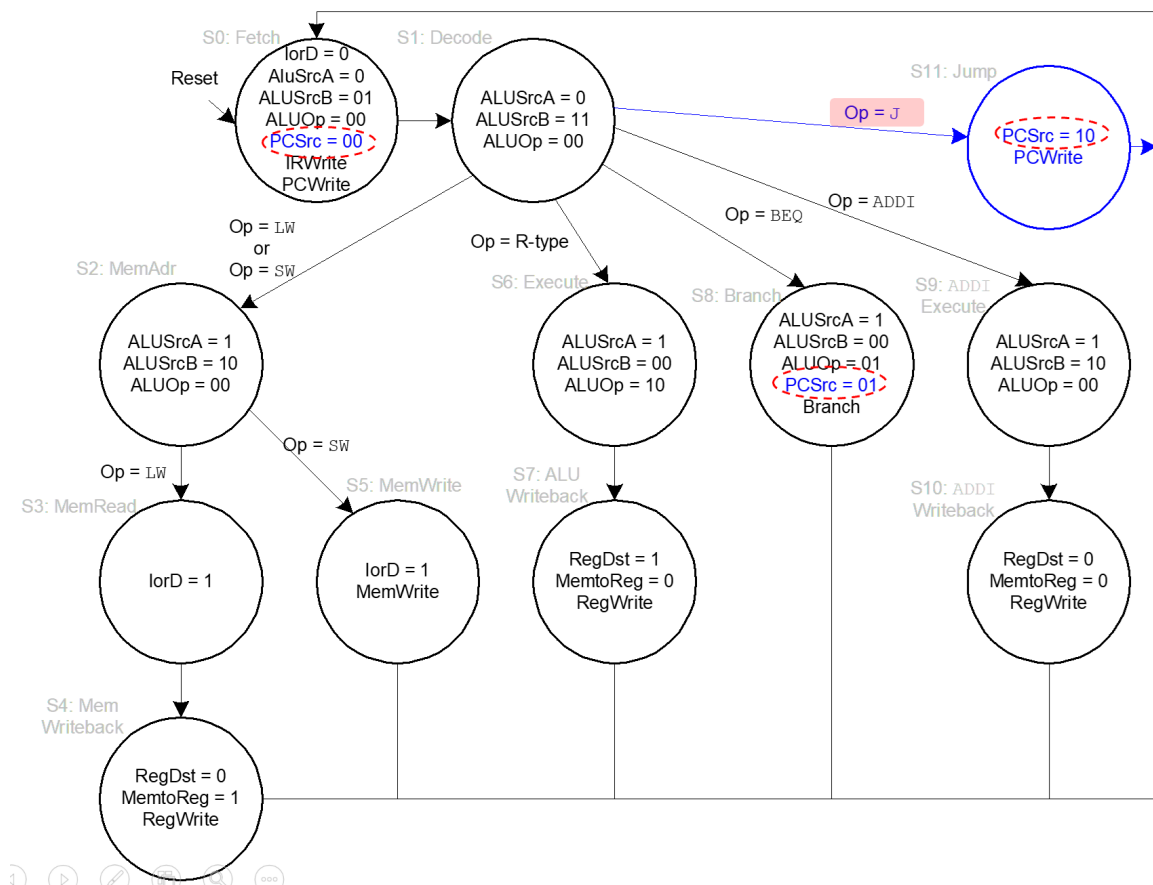 S0: Fetch
IorD = 0
AluSrcA = 0
ALUSrcB = 01
ALUOp = 00
PCSrc = 00
IRWrite
PCWrite
Reset
S1: Decode
ALUSrcA = 0
ALUSrcB = 11
ALUOp = 00
Op = J
S11: Jump
PCSrc = 10
PCWrite
Op = LW
or
Op = SW
Op = R-type
Op = BEQ
Op = ADDI
S2: MemAdr
ALUSrcA = 1
ALUSrcB = 10
ALUOp = 00
S6: Execute
ALUSrcA = 1
ALUSrcB = 00
ALUOp = 10
S8: Branch
ALUSrcA = 1
ALUSrcB = 00
ALUOp = 01
PCSrc = 01
Branch
S9: ADDI
Execute
ALUSrcA = 1
ALUSrcB = 10
ALUOp = 00
Op = LW
Op = SW
S3: MemRead
IorD = 1
S5: MemWrite
IorD = 1
MemWrite
S7: ALU
Writeback
RegDst = 1
MemtoReg = 0
RegWrite
S10: ADDI
Writeback
RegDst = 0
MemtoReg = 0
RegWrite
S4: Mem
Writeback
RegDst = 0
MemtoReg = 1
RegWrite